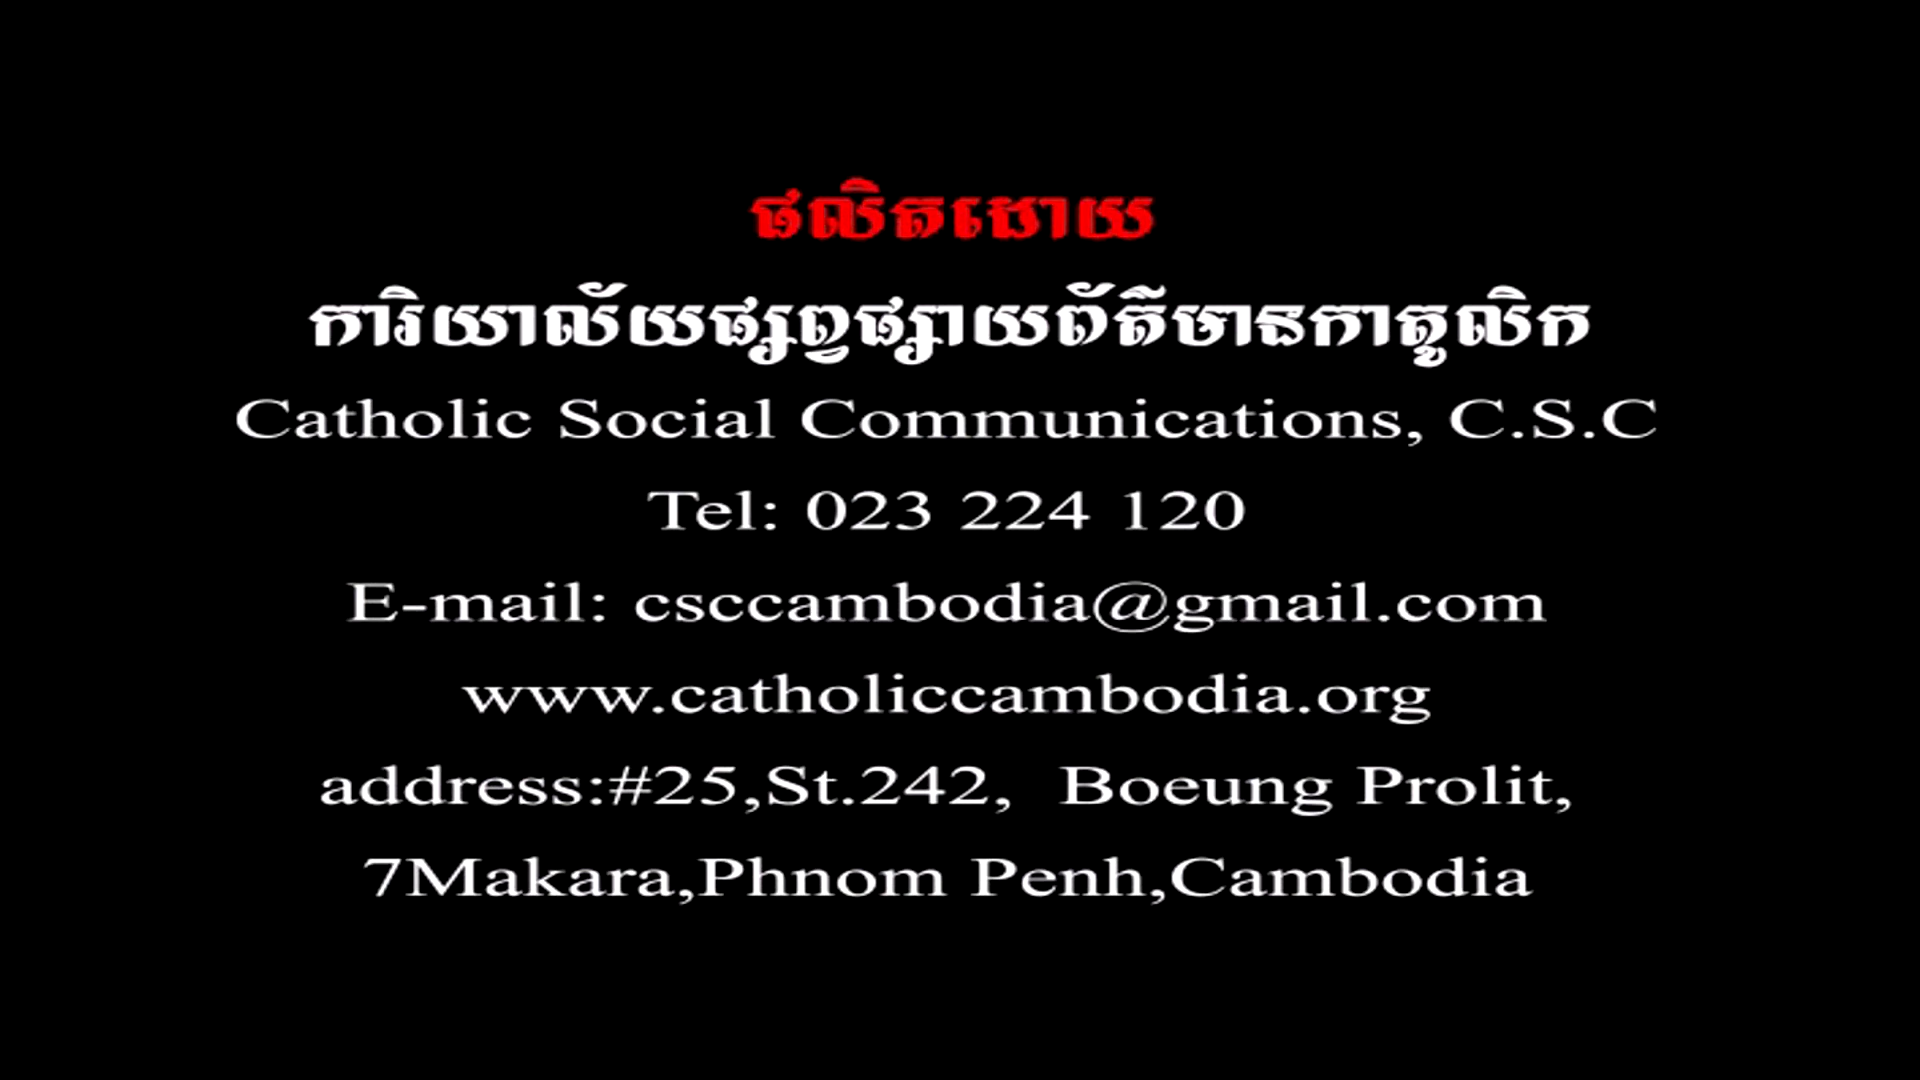 ផលិតដោយ
ការិយាល័យផ្សព្វផ្សាយព័ត៌មានកាតូលិក
Catholic Social Communications, C.S.C
Tel: 023 224 120
E-mail: csccambodia@gmail.com
www.catholiccambodia.org
address:#25,St.242, Boeung Prolit,
7Makara,Phnom Penh,Cambodia